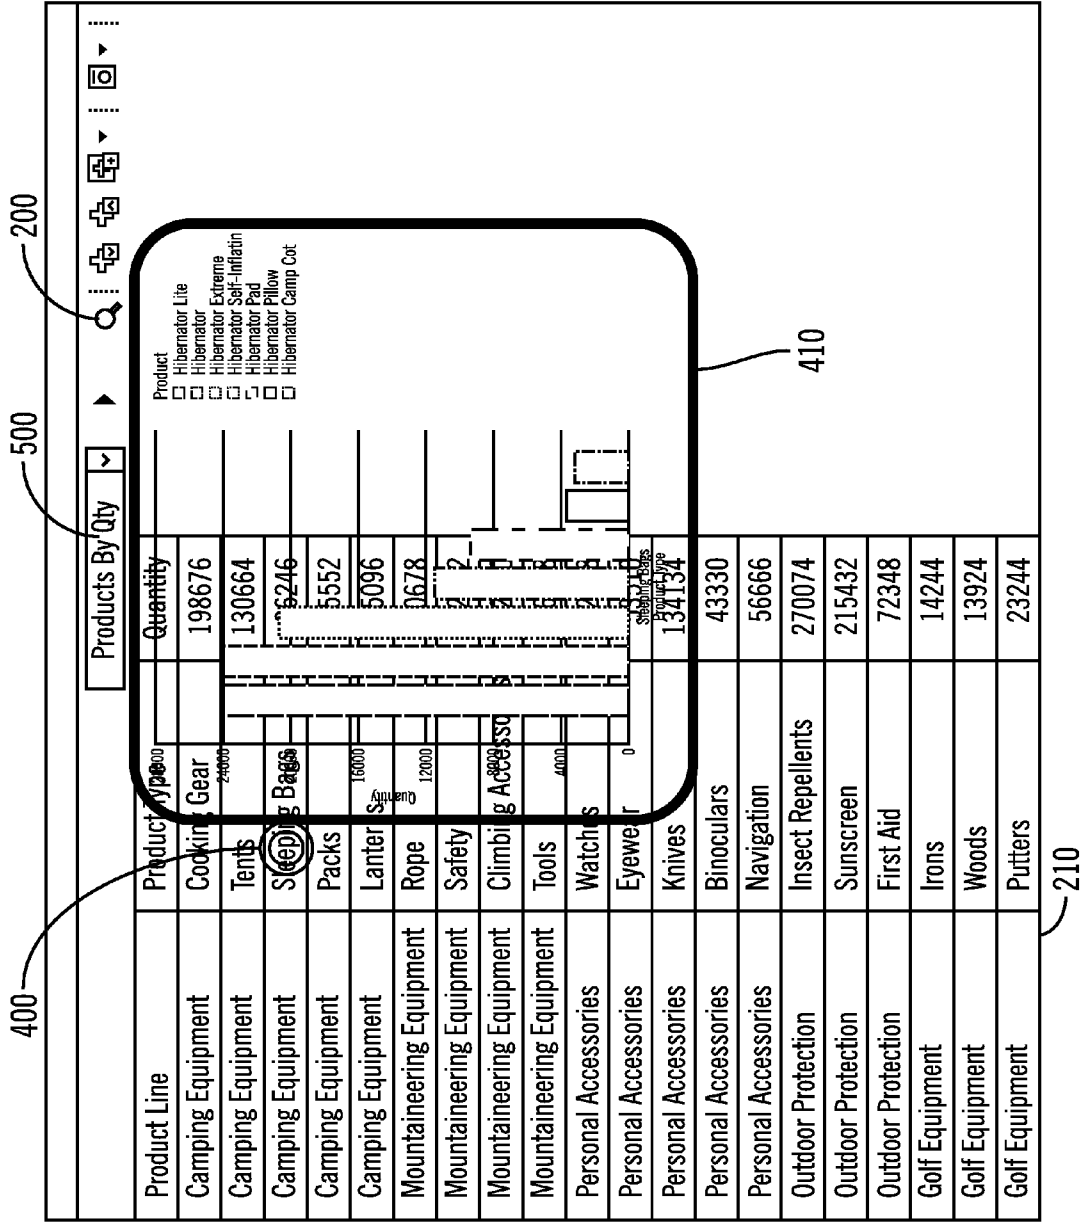 400
500
200
Products By Qty
Product Line Product Type Quantity
Camping Equipment Cooking Gear 198676
Camping Equipment Tents 130664
Camping Equipment Sleeping Bags
Camping Equipment Packs
Camping Equipment
Mountaineering Equipment Rope
Mountaineering Equipment Safety
Mountaineering Equipment Climbing
Mountaineering Equipment Tools
Personal Accessories Watches
Personal Accessories Eyewear
Personal Accessories Knives 134134
Personal Accessories Binoculars 43330
Personal Accessories Navigation 56666
Outdoor Protection Insect Repellents 270074
Outdoor Protection Sunscreen 215432
Outdoor Protection First Aid 72348
Golf Equipment Irons 14244
Golf Equipment Woods 13924
Golf Equipment Putters 23244
Product
Hibernator Lite
Hibernator
Hibernator Extreme
Hibernator Self-Inflatin
Hibernator Pad
Hibernator Pillow
Hibernator Camp Cot
24000
16000
12000
8000
4000
0
Quantity
Sleeping Bags
Product Type
410
210